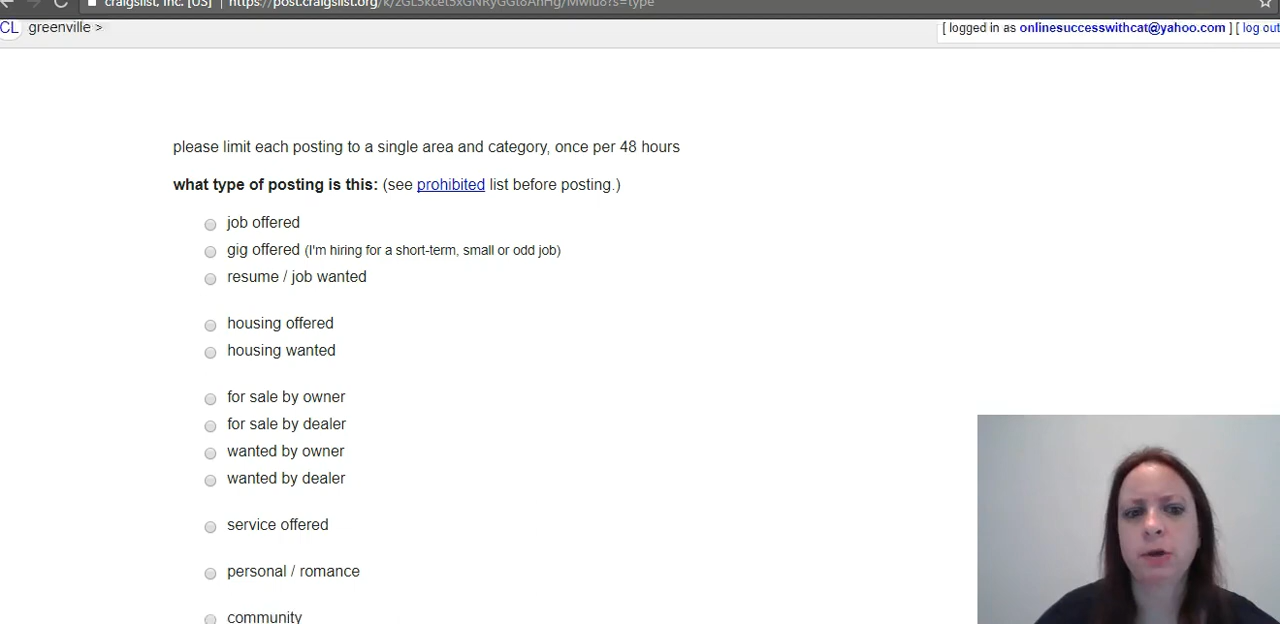 craigslist, Inc. [US] | https://post.craigslist.org
CL greenville >
[ logged in as onlinesuccesswithcat@yahoo.com ] [ log out
please limit each posting to a single area and category, once per 48 hours
what type of posting is this: (see prohibited list before posting.)
job offered
gig offered (I'm hiring for a short-term, small or odd job)
resume / job wanted
housing offered
housing wanted
for sale by owner
for sale by dealer
wanted by owner
wanted by dealer
service offered
personal / romance
community